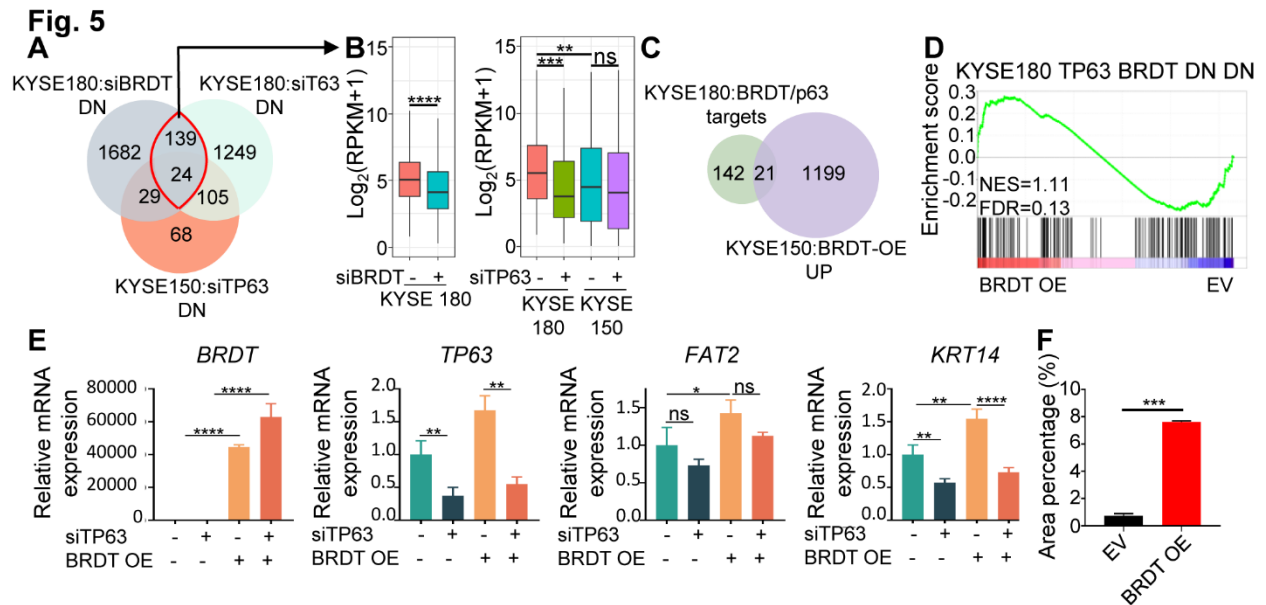 Fig. 5
A
KYSE180:siBRDT
DN
KYSE180:siT63
DN
139
1682
1249
24
29
105
68
KYSE150:siTP63
DN
B
Log2(RPKM+1)
15
10
5
0
****
siBRDT - +
KYSE 180
Log2(RPKM+1)
15
10
5
0
**
*** ns
siTP63 - + - +
KYSE KYSE
180 150
C
KYSE180:BRDT/p63
targets
142 21 1199
KYSE150:BRDT-OE
UP
D
KYSE180 TP63 BRDT DN DN
Enrichment score
0.3
0.2
0.1
0.0
-0.1
-0.2
NES=1.11
FDR=0.13
BRDT OE EV
E
BRDT
Relative mRNA
expression
80000
60000
40000
20000
0
****
****
siTP63 - + - +
BRDT OE - - + +
TP63
Relative mRNA
expression
2.0
1.5
1.0
0.5
0.0
**
**
- + - +
- - + +
FAT2
Relative mRNA
expression
1.5
1.0
0.5
0.0
* ns
ns
siTP63 - + - +
BRDT OE - - + +
KRT14
Relative mRNA
expression
2.0
1.5
1.0
0.5
0.0
** ****
**
- + - +
- - + +
F
Area percentage (%)
10
8
6
4
2
0
***
EV
BRDT OE